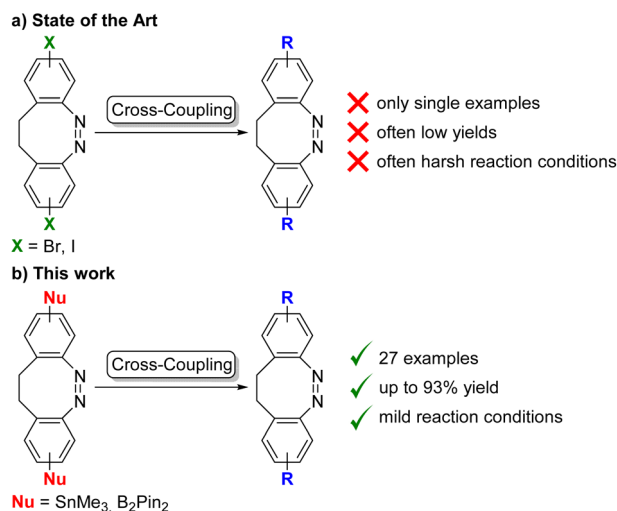 a) State of the Art
X
R
Cross-Coupling
N
N
N
N
X
R
only single examples
often low yields
often harsh reaction conditions
X = Br, I
b) This work
Nu
R
Cross-Coupling
N
N
N
N
Nu
R
27 examples
up to 93% yield
mild reaction conditions
Nu = SnMe3, B2Pin2